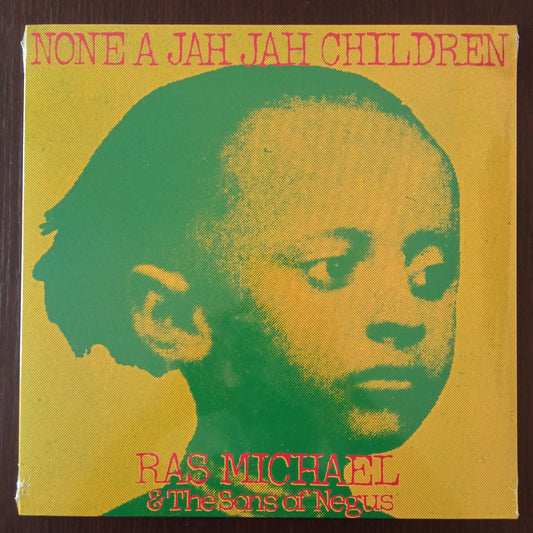 NONE A JAH JAH CHILDREN
RAS MICHAEL
& The Sons of Negus